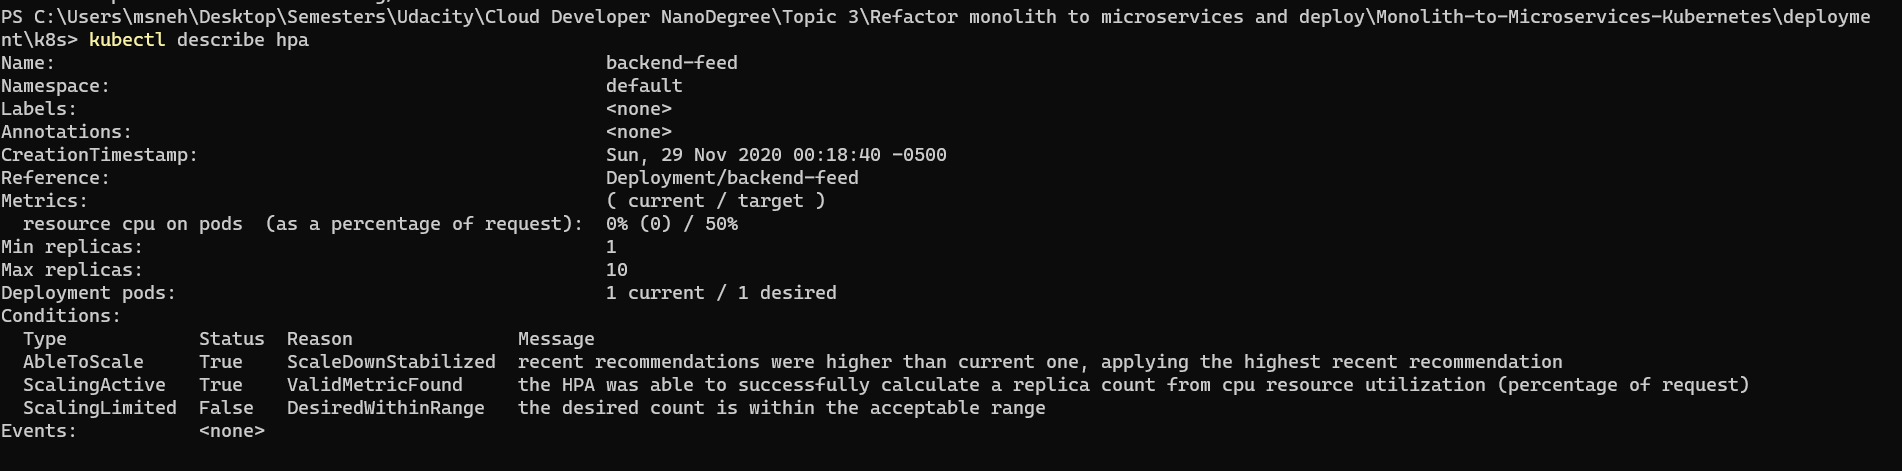 PS C:\Users\msneh\Desktop\Semesters\Udacity\Cloud Developer NanoDegree\Topic 3\Refactor monolith to microservices and deploy\Monolith-to-Microservices-Kubernetes\deployme
nt\k8s> kubectl describe hpa
Name:                                                  backend-feed
Namespace:                                             default
Labels:                                                <none>
Annotations:                                           <none>
CreationTimestamp:                                     Sun, 29 Nov 2020 00:18:40 -0500
Reference:                                             Deployment/backend-feed
Metrics:                                               ( current / target )
  resource cpu on pods  (as a percentage of request):  0% (0) / 50%
Min replicas:                                          1
Max replicas:                                          10
Deployment pods:                                       1 current / 1 desired
Conditions:
  Type            Status  Reason               Message
  AbleToScale     True    ScaleDownStabilized  recent recommendations were higher than current one, applying the highest recent recommendation
  ScalingActive   True    ValidMetricFound     the HPA was able to successfully calculate a replica count from cpu resource utilization (percentage of request)
  ScalingLimited  False   DesiredWithinRange   the desired count is within the acceptable range
Events:           <none>